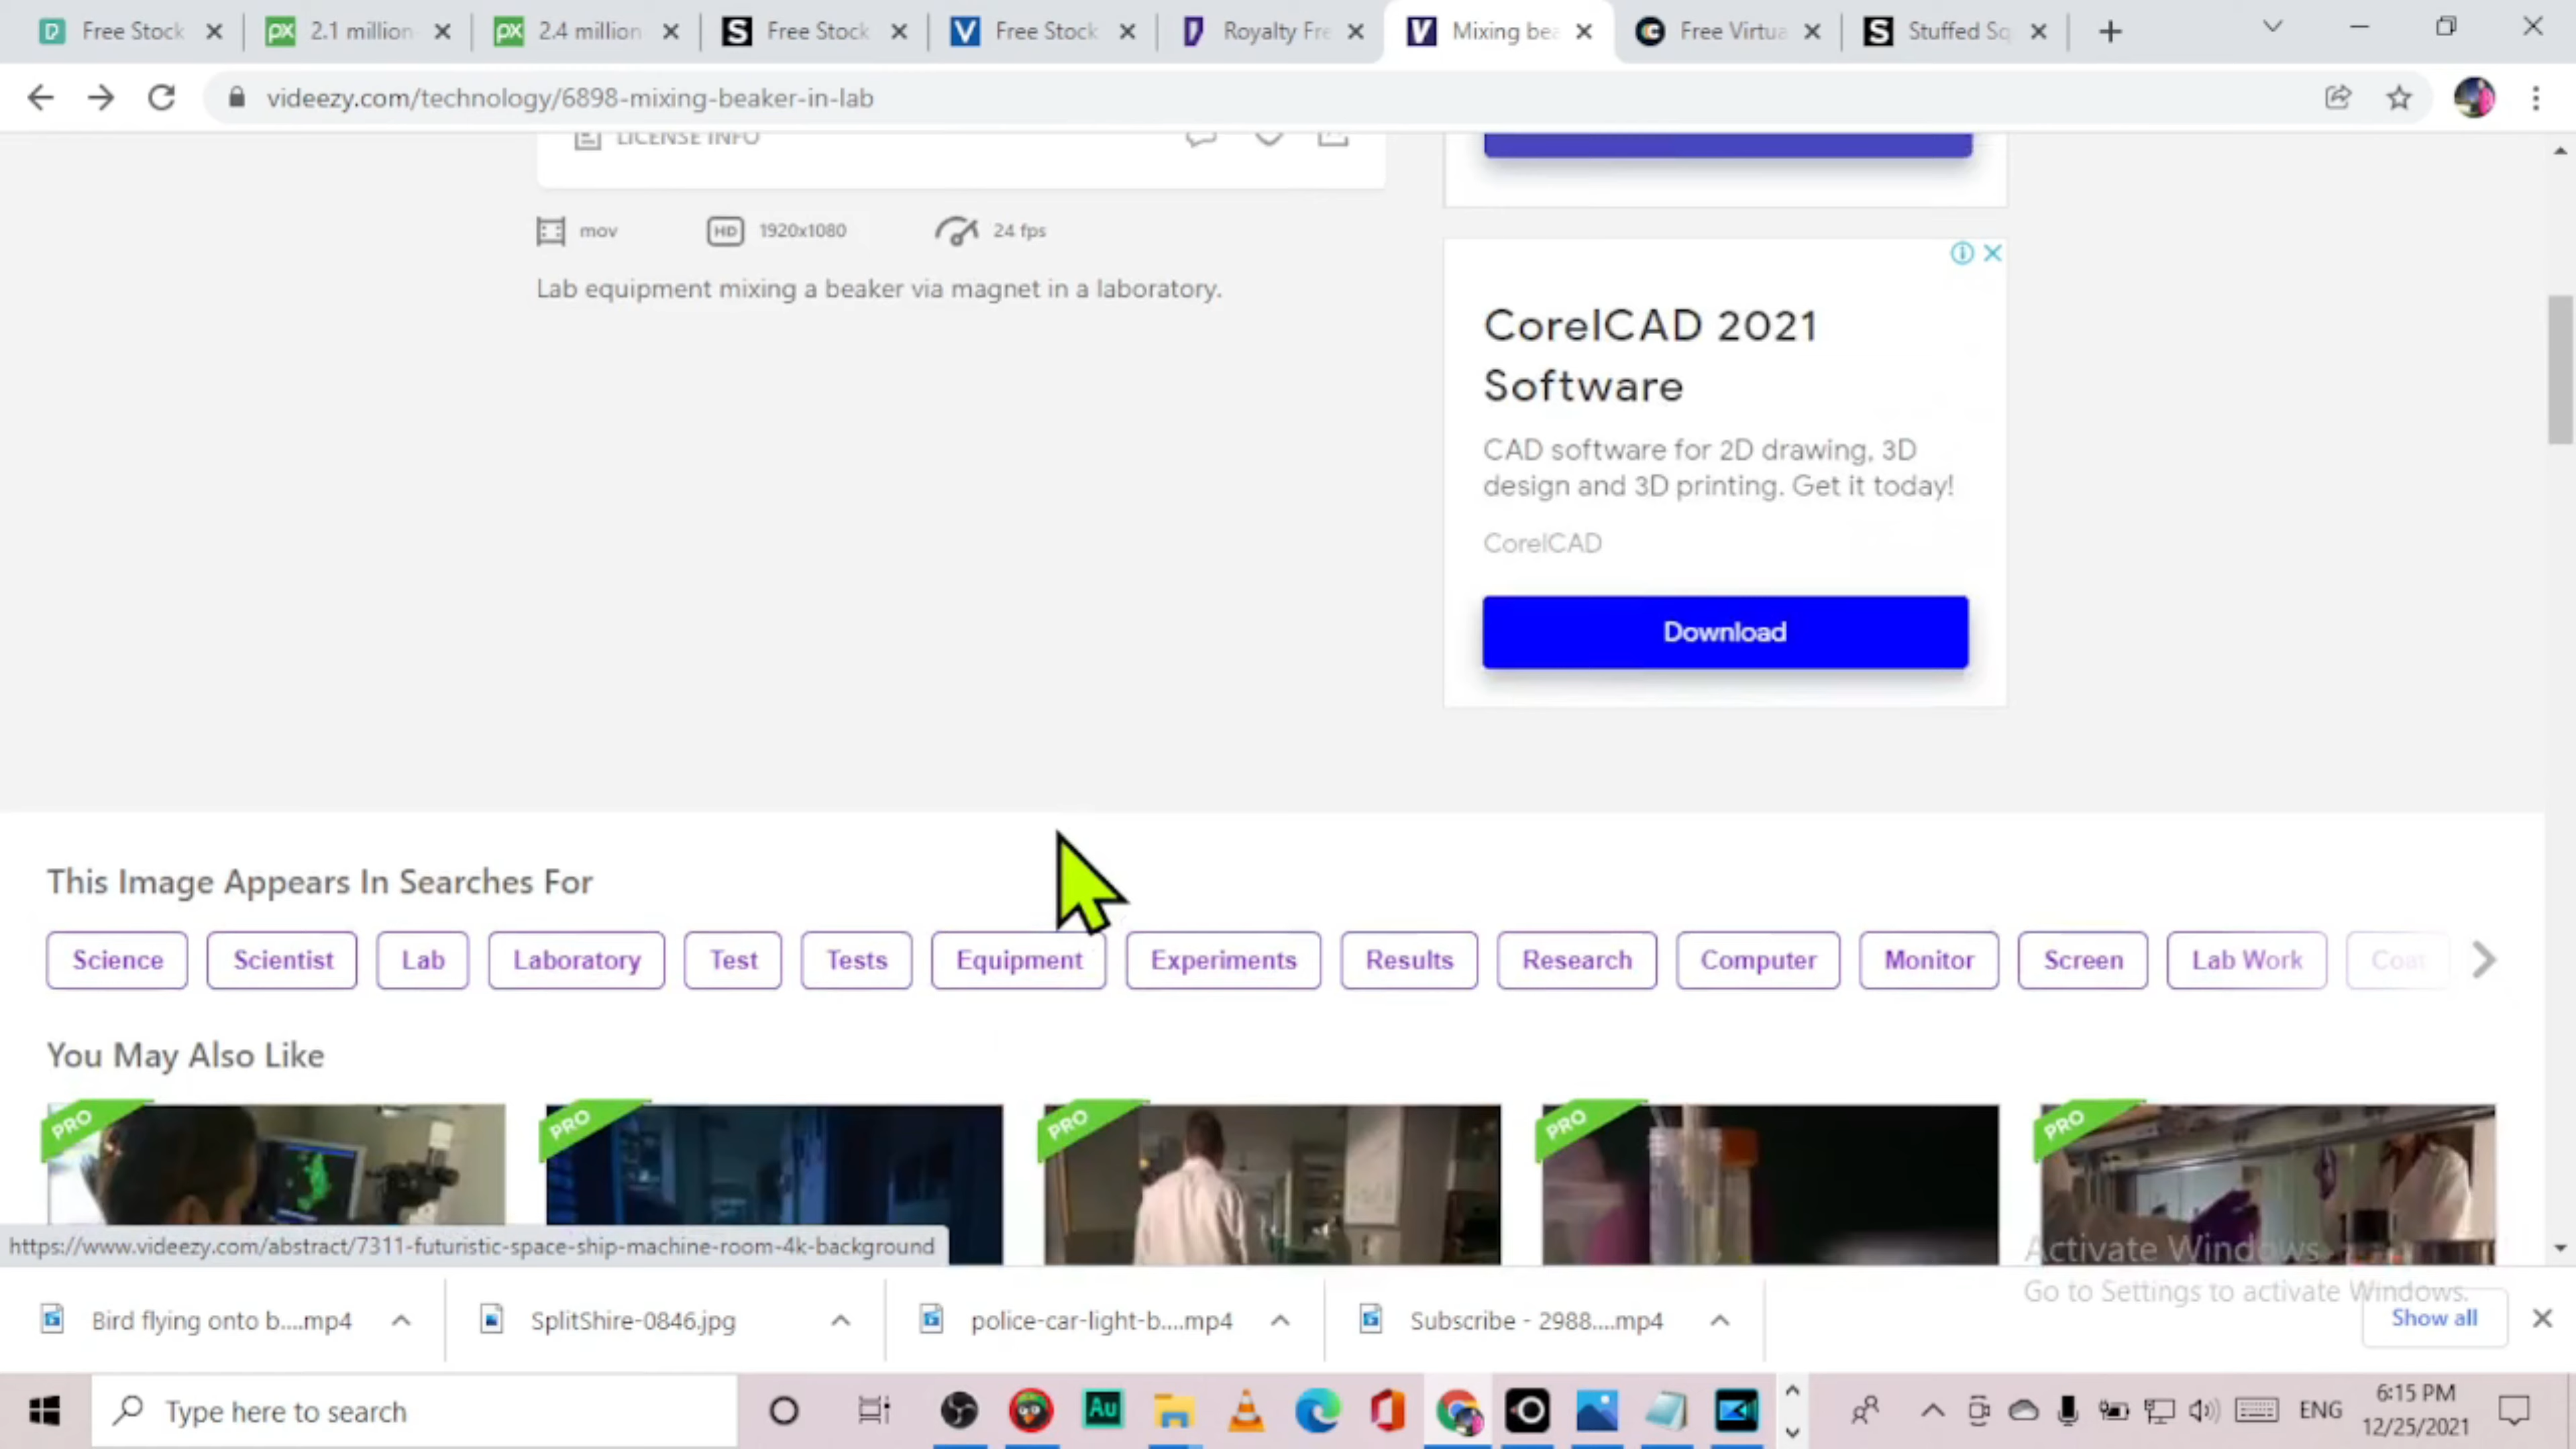 Free Stock
2.1 million
2.4 million
Free Stock
Free Stock
Royalty Fre
Mixing bea
Free Virtua
Stuffed Sq
videezy.com/technology/6898-mixing-beaker-in-lab
LICENSE INFO
mov
HD
1920x1080
24 fps
Lab equipment mixing a beaker via magnet in a laboratory.
CorelCAD 2021
Software
CAD software for 2D drawing, 3D
design and 3D printing. Get it today!
CorelCAD
Download
This Image Appears In Searches For
Science
Scientist
Lab
Laboratory
Test
Tests
Equipment
Experiments
Results
Research
Computer
Monitor
Screen
Lab Work
Coat
You May Also Like
PRO
PRO
PRO
PRO
PRO
https://www.videezy.com/abstract/7311-futuristic-space-ship-machine-room-4k-background
Activate Windows
Go to Settings to activate Windows.
Bird flying onto b....mp4
SplitShire-0846.jpg
police-car-light-b....mp4
Subscribe - 2988....mp4
Show all
Type here to search
Au
ENG
6:15 PM
12/25/2021